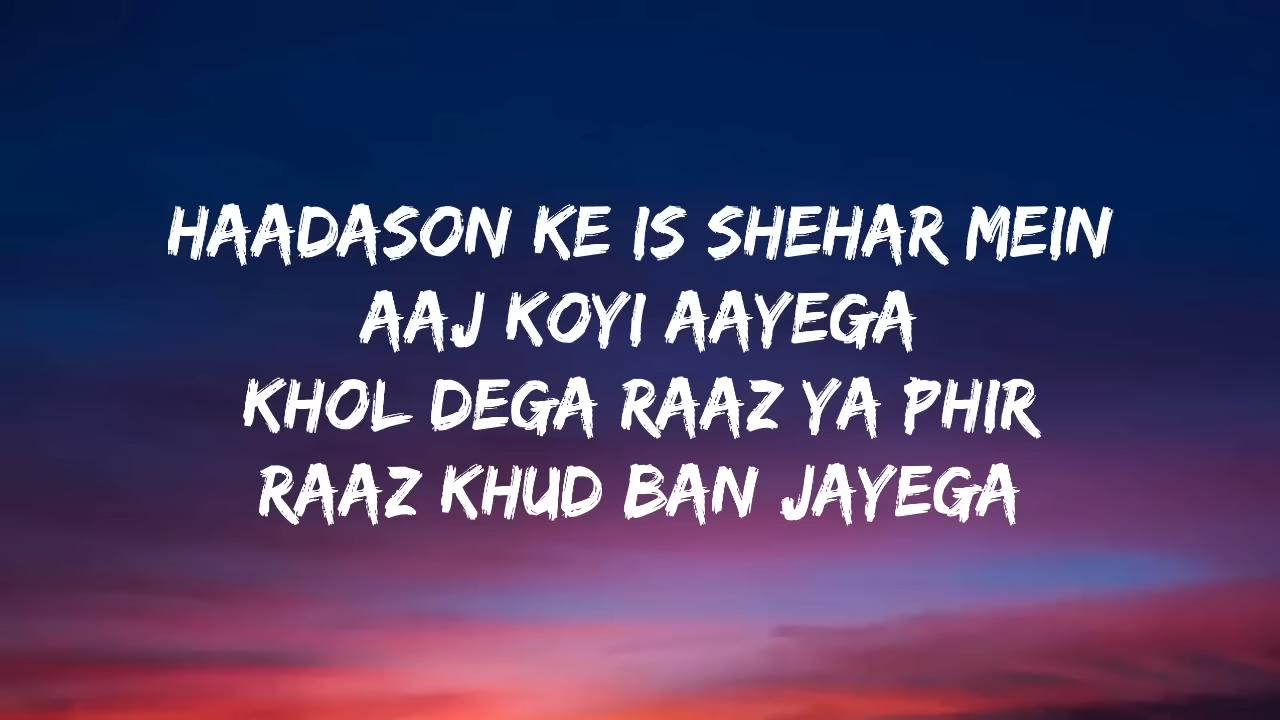 HAADASON KE IS SHEHAR MEIN
AAJ KOYI AAYEGA
KHOL DEGA RAAZ YA PHIR
RAAZ KHUD BAN JAYEGA